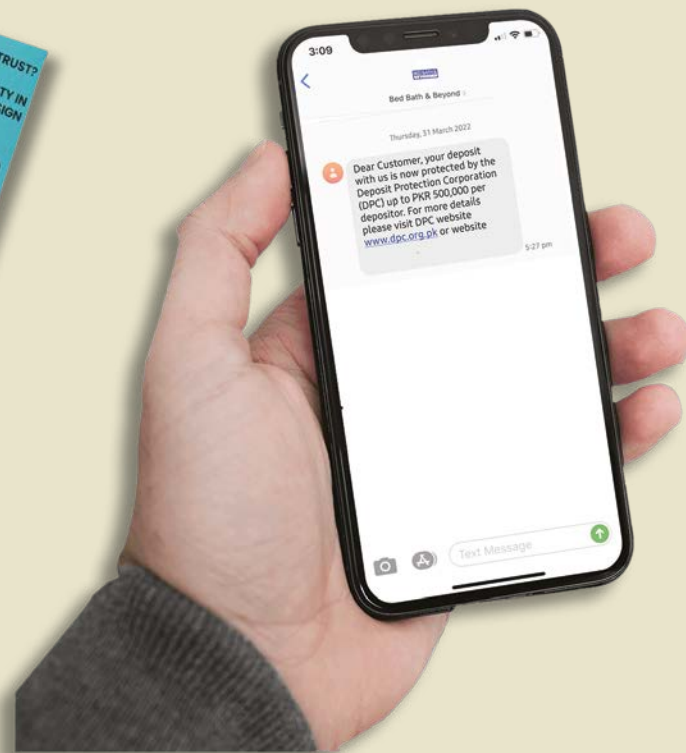 TRUST?
TY IN
SIGN
3:09
Bed Bath & Beyond
Thursday, 31 March 2022
Dear Customer, your deposit
with us is now protected by the
Deposit Protection Corporation
(DPC) up to PKR 500,000 per
depositor. For more details
please visit DPC website
www.dpc.org.pk or website
5:27 pm
Text Message